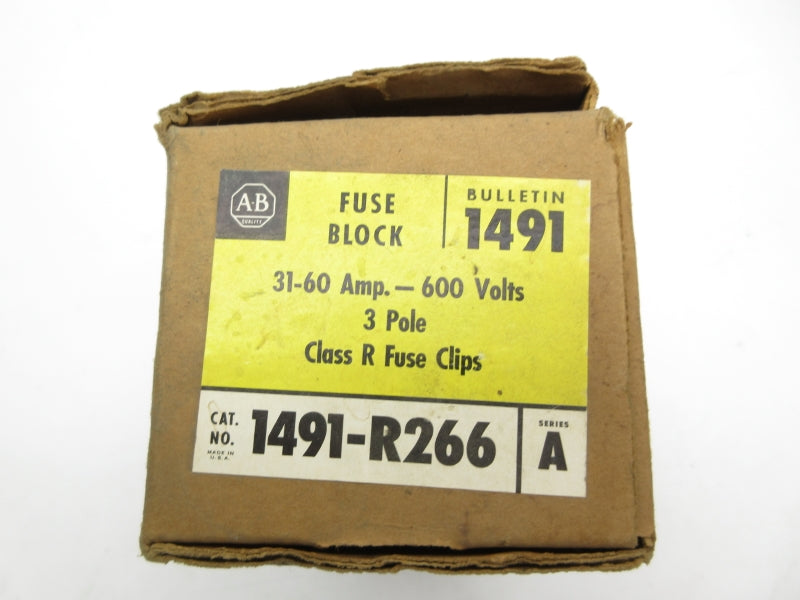 A-B
QUALITY
FUSE
BLOCK
BULLETIN
1491
31-60 Amp. — 600 Volts
3 Pole
Class R Fuse Clips
CAT.
NO.
MADE IN
U.S.A.
1491-R266
SERIES
A